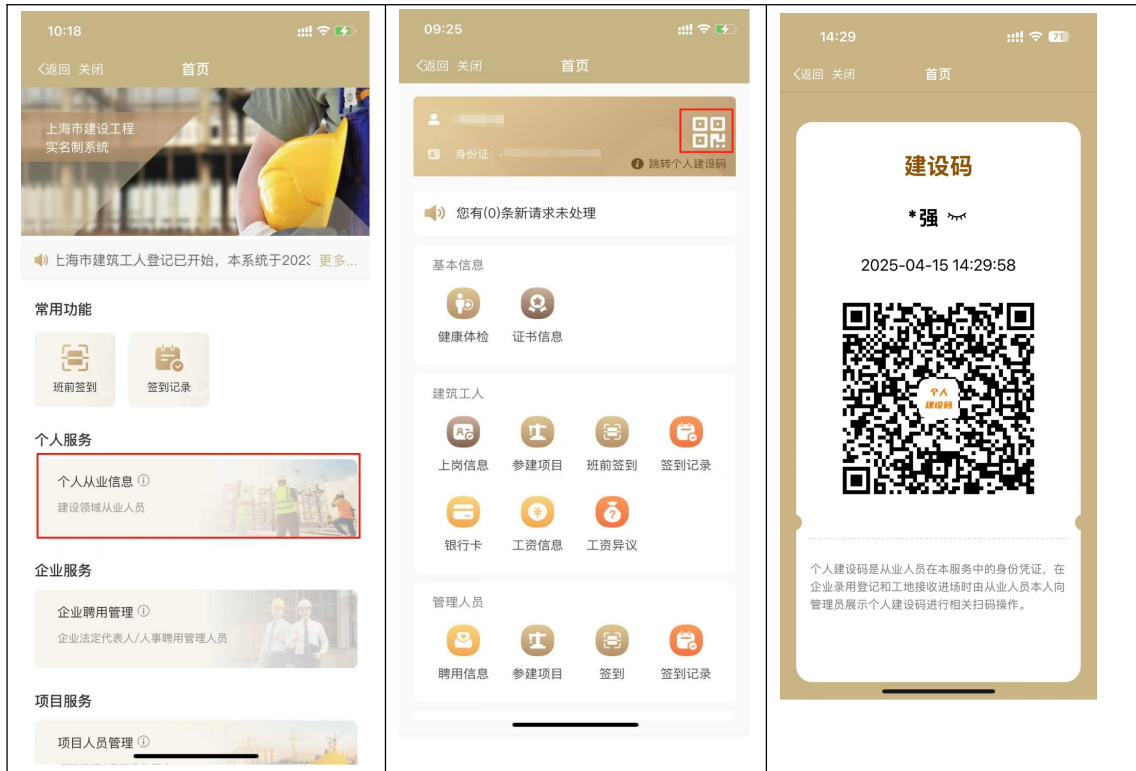 10:18
返回 关闭 首页
上海市建设工程
实名制系统
上海市建筑工人登记已开始，本系统于2023 更多...
常用功能
班前签到 签到记录
个人服务
个人从业信息
建设领域从业人员
企业服务
企业聘用管理
企业法定代表人/人事聘用管理人员
项目服务
项目人员管理
09:25
返回 关闭 首页
身份证：
跳转个人建设码
您有(0)条新请求未处理
基本信息
健康体检 证书信息
建筑工人
上岗信息 参建项目 班前签到 签到记录
银行卡 工资信息 工资异议
管理人员
聘用信息 参建项目 签到 签到记录
14:29 71
返回 关闭 首页
建设码
*强
2025-04-15 14:29:58
个人
建设码
个人建设码是从业人员在本服务中的身份凭证，在
企业录用登记和工地接收进场时由从业人员本人向
管理员展示个人建设码进行相关扫码操作。